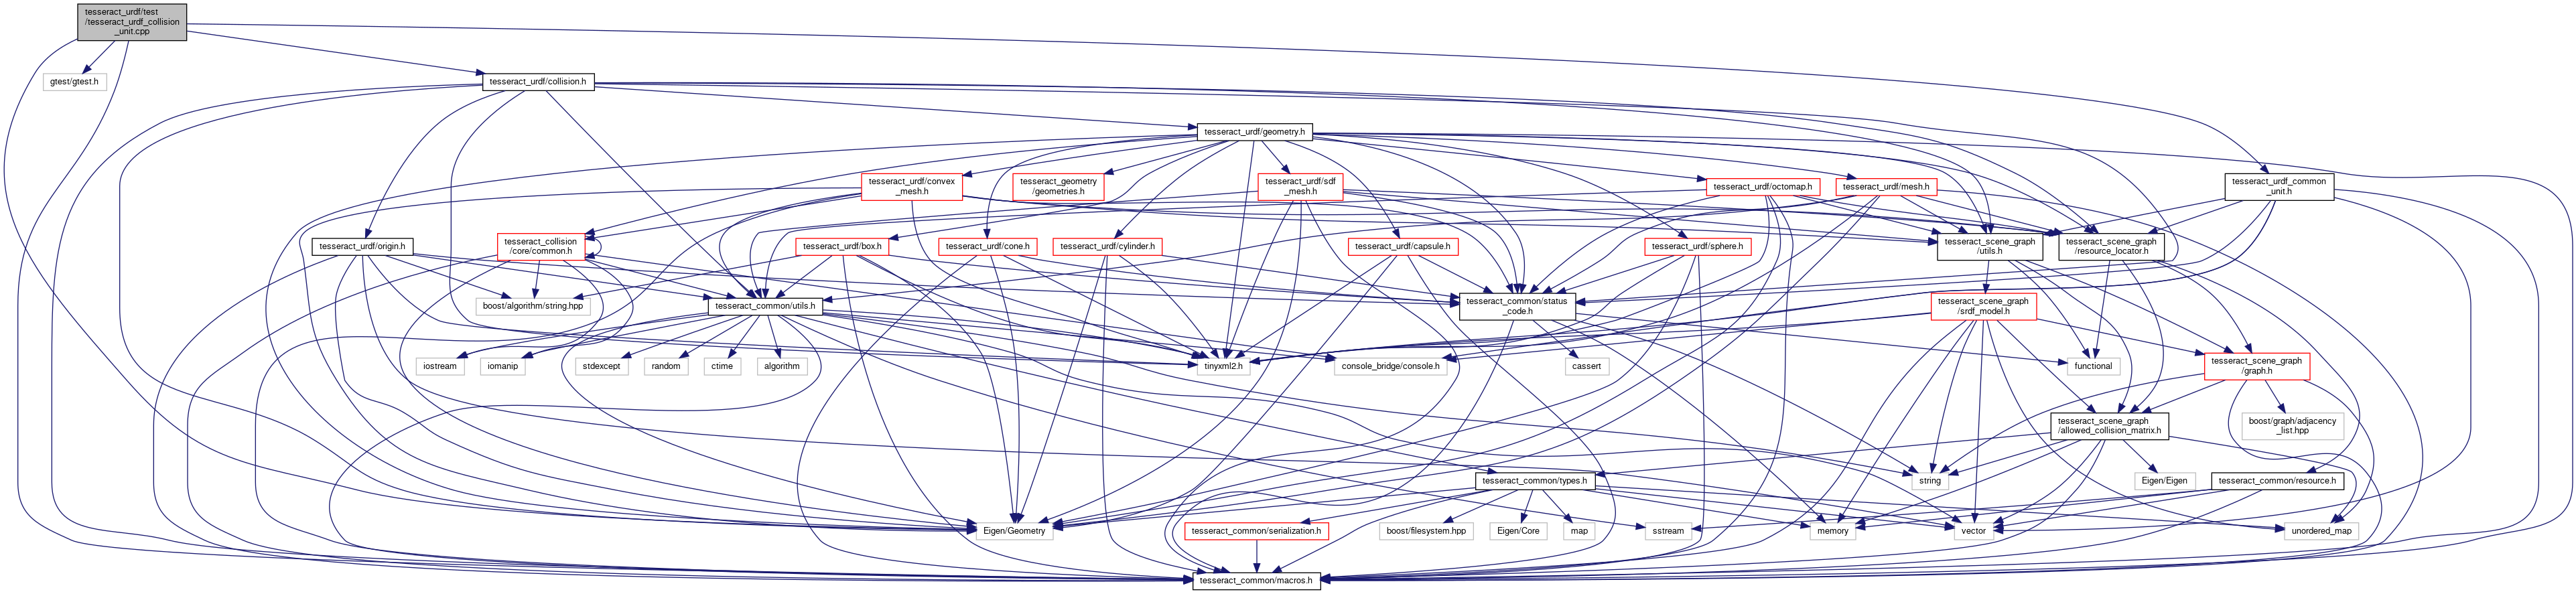 tesseract_urdf/test
/tesseract_urdf_collision
_unit.cpp
gtest/gtest.h
tesseract_urdf/collision.h
tesseract_urdf/geometry.h
tesseract_urdf/convex
_mesh.h
tesseract_geometry
/geometries.h
tesseract_urdf/sdf
_mesh.h
tesseract_urdf/octomap.h
tesseract_urdf/mesh.h
tesseract_urdf_common
_unit.h
tesseract_urdf/origin.h
tesseract_collision
/core/common.h
tesseract_urdf/box.h
tesseract_urdf/cone.h
tesseract_urdf/cylinder.h
tesseract_urdf/capsule.h
tesseract_urdf/sphere.h
tesseract_scene_graph
/utils.h
tesseract_scene_graph
/resource_locator.h
boost/algorithm/string.hpp
tesseract_common/utils.h
tesseract_common/status
_code.h
tesseract_scene_graph
/srdf_model.h
iostream
iomanip
stdexcept
random
ctime
algorithm
tinyxml2.h
console_bridge/console.h
cassert
functional
tesseract_scene_graph
/graph.h
tesseract_scene_graph
/allowed_collision_matrix.h
boost/graph/adjacency
_list.hpp
tesseract_common/types.h
string
Eigen/Eigen
tesseract_common/resource.h
Eigen/Geometry
tesseract_common/serialization.h
boost/filesystem.hpp
Eigen/Core
map
sstream
memory
vector
unordered_map
tesseract_common/macros.h